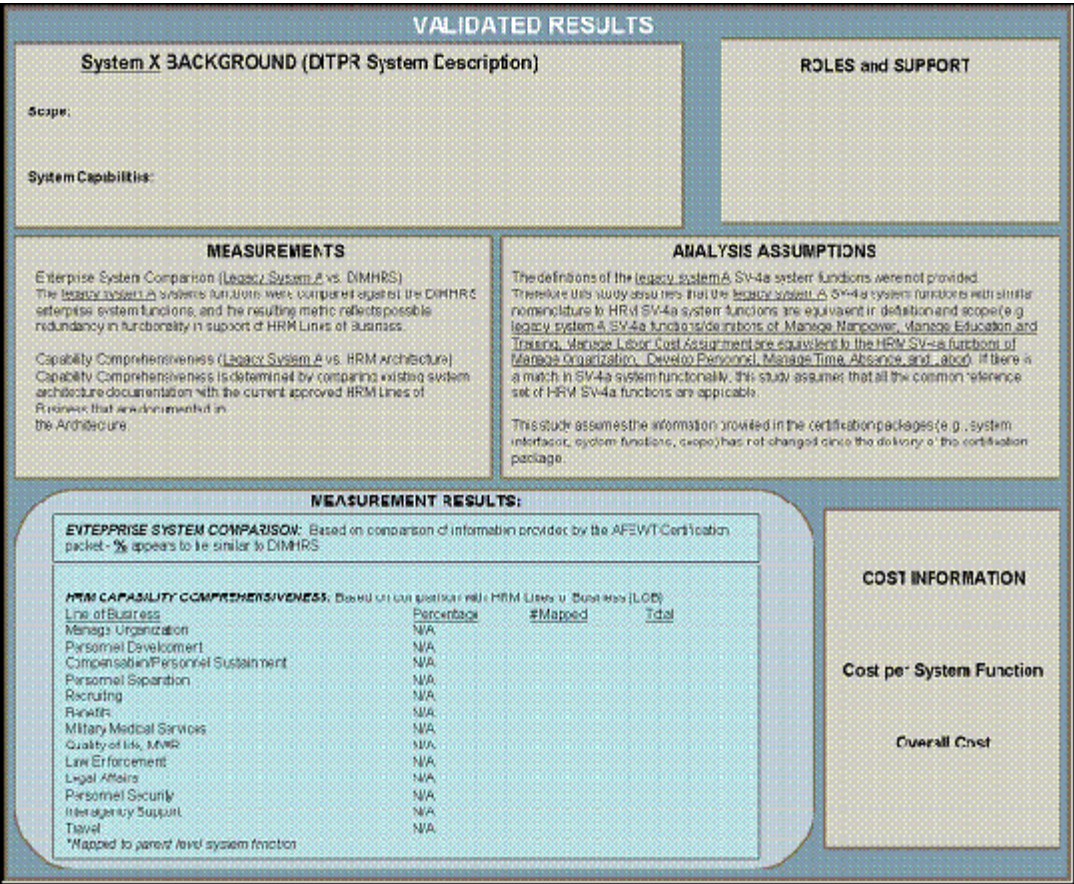 VALIDATED RESULTS
System X BACKGROUND (DITPR System Description)
Scope:
System Capabilities:
ROLES and SUPPORT
MEASUREMENTS
Enterprise System Comparison (Legacy System A vs. DIMHRS)
The legacy system A systems functions were compared against the DIMHRS
enterprise system functions, and the resulting metric reflects possible
redundancy in functionality in support of HRM Lines of Business.
Capability Comprehensiveness (Legacy System A vs. HRM Architecture)
Capability Comprehensiveness is determined by comparing existing system
architecture documentation with the current approved HRM Lines of
Business that are documented in
the Architecture.
ANALYSIS ASSUMPTIONS
The definitions of the legacy system A SV-4a system functions were not provided.
Therefore this study assumes that the legacy system A SV-4a system functions with similar
nomenclature to HRM SV-4a system functions are equivalent in definition and scope (e.g.
legacy system A SV-4a functions/definitions of Manage Manpower, Manage Education and
Training, Manage Labor Cost Assignment are equivalent to the HRM SV-4a functions of
Manage Organization, Develop Personnel, Manage Time, Absence, and Labor). If there is
a match in SV-4a system functionality, this study assumes that all the common reference
set of HRM SV-4a functions are applicable.
This study assumes the information provided in the certification packages (e.g., system
interfaces, system functions, scope) has not changed since the delivery of the certification
package.
MEASUREMENT RESULTS:
ENTERPRISE SYSTEM COMPARISON: Based on comparison of information provided by the AFEWT Certification
packet - % appears to be similar to DIMHRS
HRM CAPABILITY COMPREHENSIVENESS: Based on comparison with HRM Lines of Business (LOB)
Line of Business Percentage #Mapped Total
Manage Organization N/A
Personnel Development N/A
Compensation/Personnel Sustainment N/A
Personnel Separation N/A
Recruiting N/A
Benefits N/A
Military Medical Services N/A
Quality of life, MWR N/A
Law Enforcement N/A
Legal Affairs N/A
Personnel Security N/A
Interagency Support N/A
Travel N/A
*Mapped to parent level system function
COST INFORMATION
Cost per System Function
Overall Cost